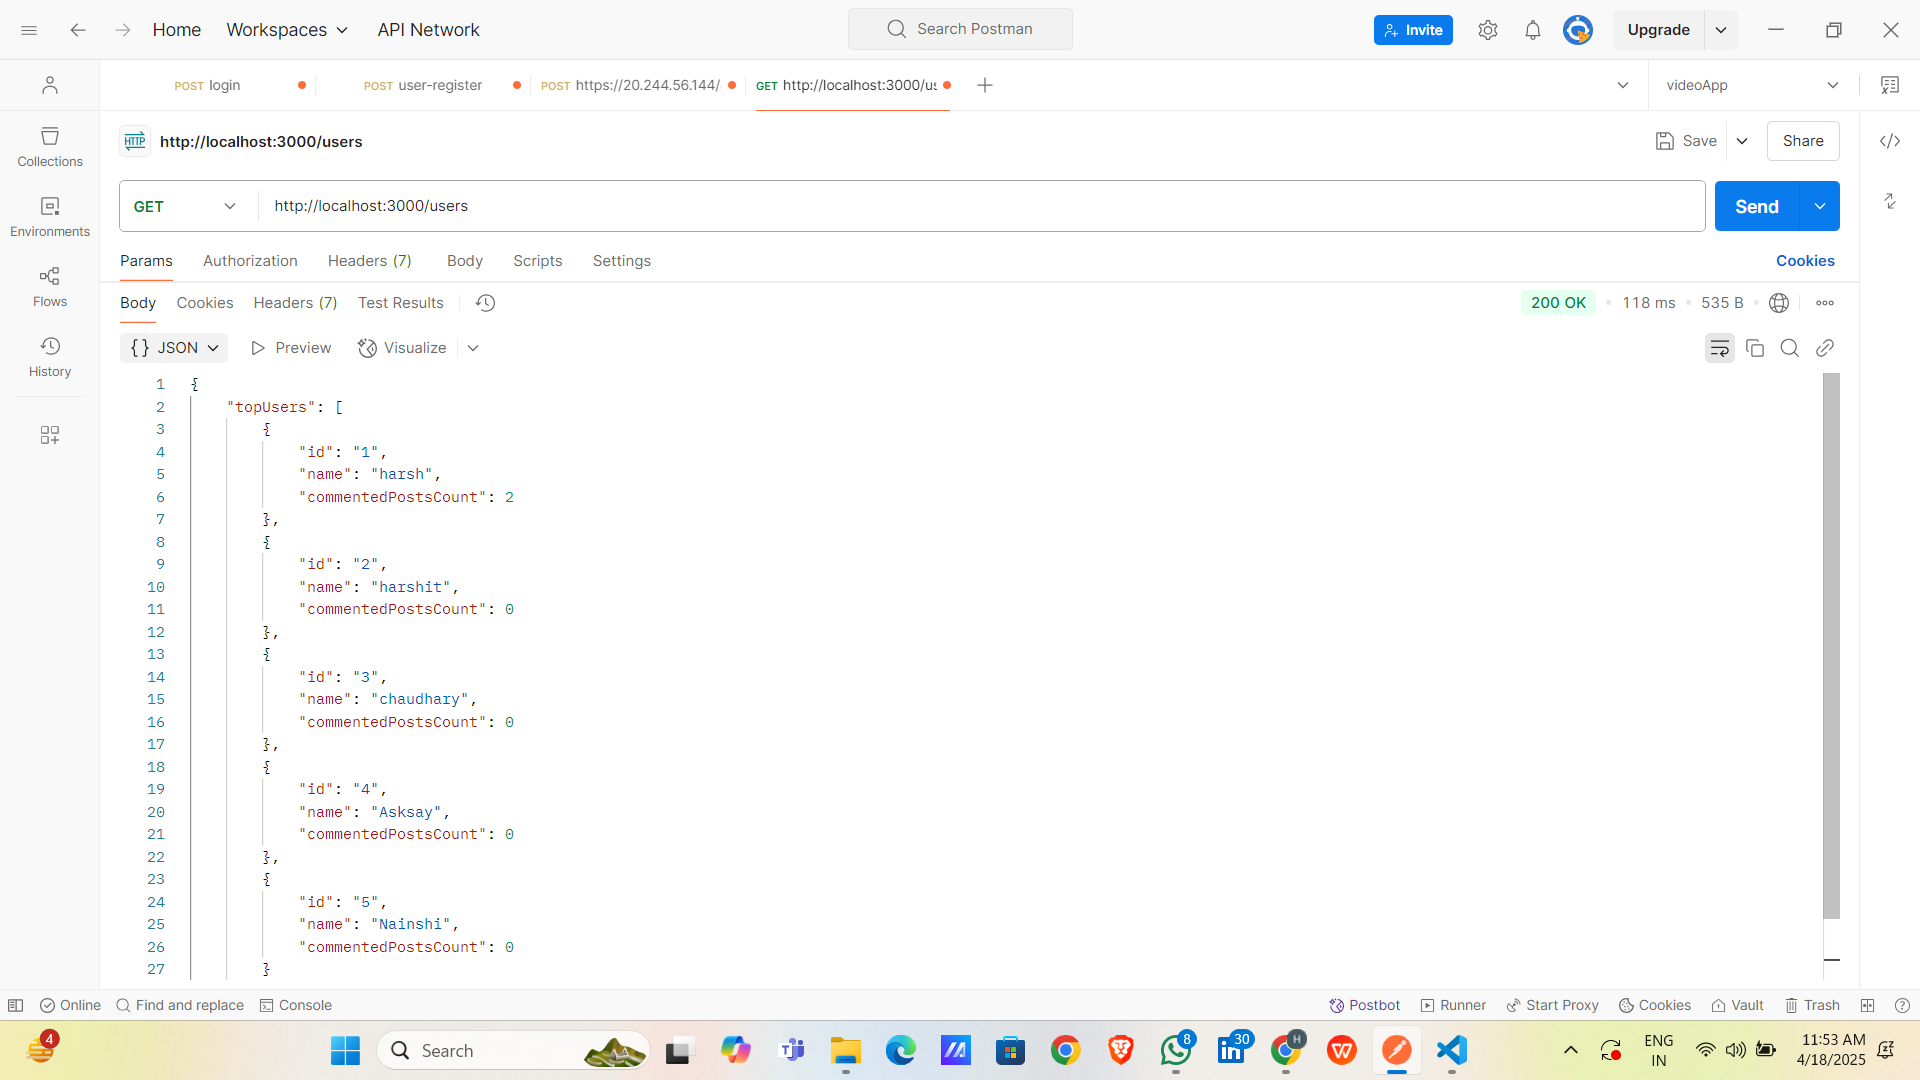 Home Workspaces API Network Search Postman Invite Upgrade
POST login POST user-register POST https://20.244.56.144/ GET http://localhost:3000/us videoApp
HTTP http://localhost:3000/users Save Share
GET http://localhost:3000/users Send
Params Authorization Headers (7) Body Scripts Settings Cookies
Body Cookies Headers (7) Test Results 200 OK 118 ms 535 B
{} JSON Preview Visualize
Collections
Environments
Flows
History
1 {
2 "topUsers": [
3 {
4 "id": "1",
5 "name": "harsh",
6 "commentedPostsCount": 2
7 },
8 {
9 "id": "2",
10 "name": "harshit",
11 "commentedPostsCount": 0
12 },
13 {
14 "id": "3",
15 "name": "chaudhary",
16 "commentedPostsCount": 0
17 },
18 {
19 "id": "4",
20 "name": "Asksay",
21 "commentedPostsCount": 0
22 },
23 {
24 "id": "5",
25 "name": "Nainshi",
26 "commentedPostsCount": 0
27 }
Online Find and replace Console Postbot Runner Start Proxy Cookies Vault Trash
4 Search 8 30 H W ENG 11:53 AM
IN 4/18/2025